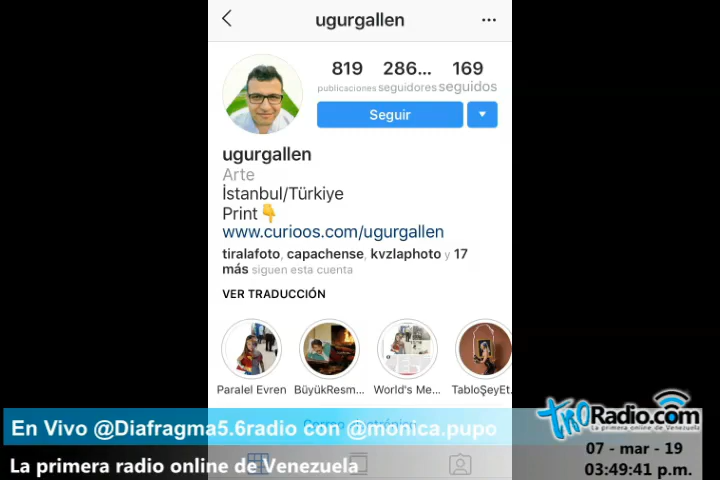 ugurgallen
819 286... 169
publicaciones seguidores seguidos
Seguir
ugurgallen
Arte
İstanbul/Türkiye
Print👇
www.curioos.com/ugurgallen
tiralafoto, capachense, kvzlaphoto y 17
más siguen esta cuenta
VER TRADUCCIÓN
Paralel Evren BüyükResm... World's Me... TabloŞeyEt.
Correo electrónico
En Vivo @Diafragma5.6radio con @monica.pupo
La primera radio online de Venezuela
tiroRadio.com
La primera online de Venezuela
07 - mar - 19
03:49:41 p.m.